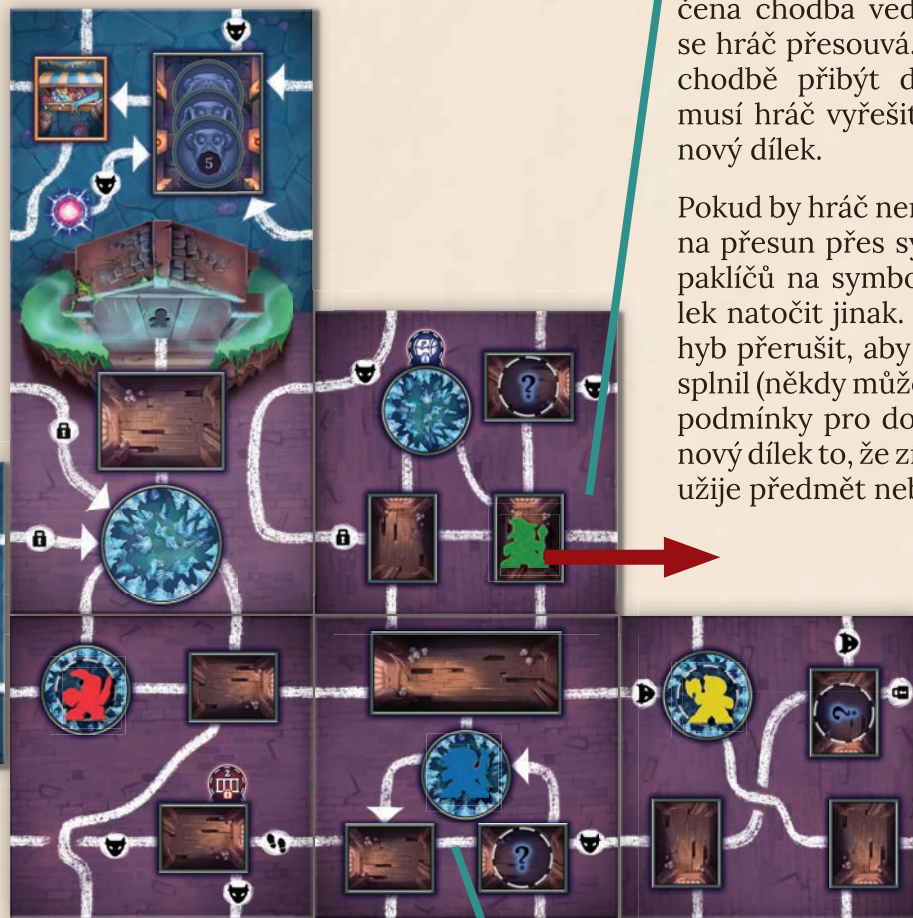 čena chodba ved
se hráč přesouvá.
chodbě přibýt d
musí hráč vyřešit
nový dílek.
Pokud by hráč ner
na přesun přes sy
paklíčů na symbo
lek natočit jinak.
hyb přerušit, aby
splnil (někdy může
podmínky pro do
nový dílek to, že zr
užije předmět neb
5
?
2
?
?